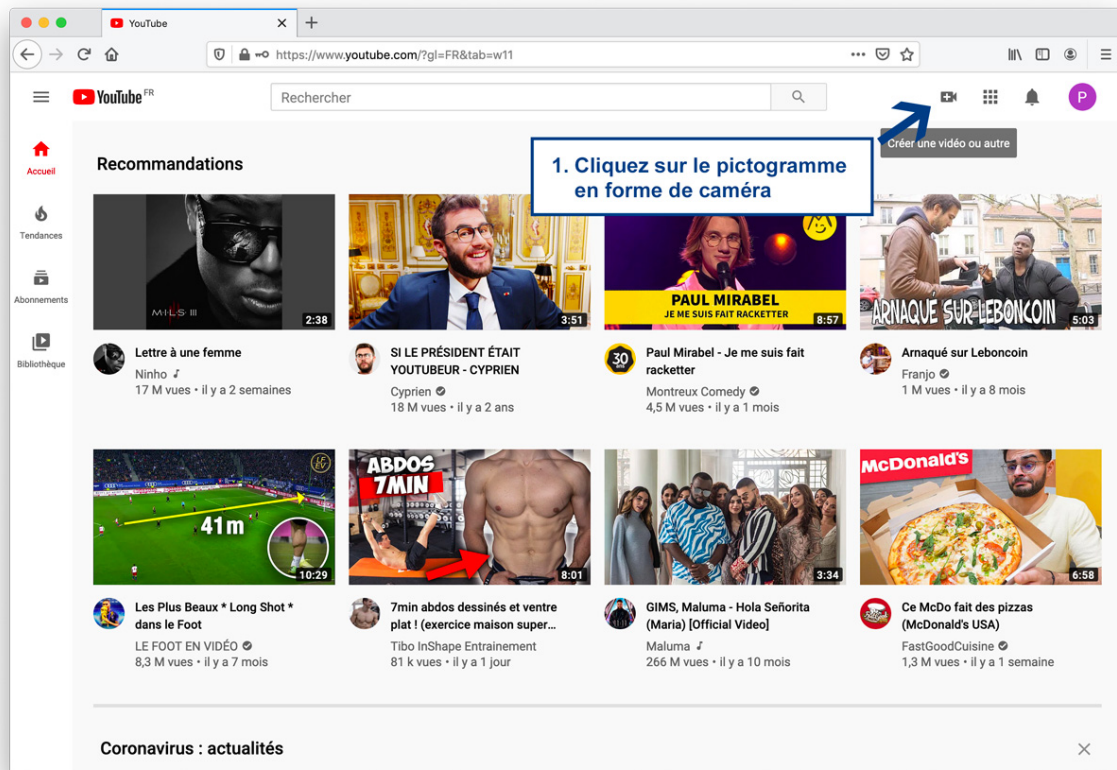 YouTube
https://www.youtube.com/?gl=FR&tab=w11
YouTube FR
Rechercher
P
Créer une vidéo ou autre
1. Cliquez sur le pictogramme
en forme de caméra
Accueil
Tendances
Abonnements
Bibliothèque
Recommandations
M·I·L·S· III
2:38
3:51
PAUL MIRABEL
JE ME SUIS FAIT RACKETTER
8:57
ARNAQUE SUR LEBONCOIN
5:03
Lettre à une femme
Ninho
17 M vues • il y a 2 semaines
SI LE PRÉSIDENT ÉTAIT
YOUTUBEUR - CYPRIEN
Cyprien
18 M vues • il y a 2 ans
30
Paul Mirabel - Je me suis fait
racketter
Montreux Comedy
4,5 M vues • il y a 1 mois
Arnaqué sur Leboncoin
Franjo
1 M vues • il y a 8 mois
LF
EV
41m
10:29
ABDOS
7MIN
8:01
3:34
McDonald's
6:58
Les Plus Beaux * Long Shot *
dans le Foot
LE FOOT EN VIDÉO
8,3 M vues • il y a 7 mois
7min abdos dessinés et ventre
plat ! (exercice maison super...
Tibo InShape Entrainement
81 k vues • il y a 1 jour
GIMS, Maluma - Hola Señorita
(Maria) [Official Video]
Maluma
266 M vues • il y a 10 mois
Ce McDo fait des pizzas
(McDonald's USA)
FastGoodCuisine
1,3 M vues • il y a 1 semaine
Coronavirus : actualités